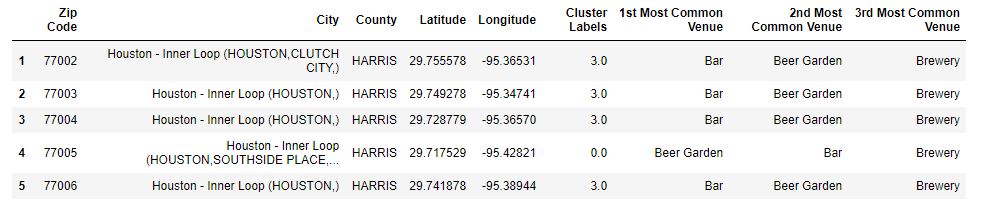 Zip Code City County Latitude Longitude Cluster Labels 1st Most Common Venue 2nd Most Common Venue 3rd Most Common Venue
1 77002 Houston - Inner Loop (HOUSTON,CLUTCH CITY,) HARRIS 29.755578 -95.36531 3.0 Bar Beer Garden Brewery
2 77003 Houston - Inner Loop (HOUSTON,) HARRIS 29.749278 -95.34741 3.0 Bar Beer Garden Brewery
3 77004 Houston - Inner Loop (HOUSTON,) HARRIS 29.728779 -95.36570 3.0 Bar Beer Garden Brewery
4 77005 Houston - Inner Loop (HOUSTON,SOUTHSIDE PLACE,... HARRIS 29.717529 -95.42821 0.0 Beer Garden Bar Brewery
5 77006 Houston - Inner Loop (HOUSTON,) HARRIS 29.741878 -95.38944 3.0 Bar Beer Garden Brewery